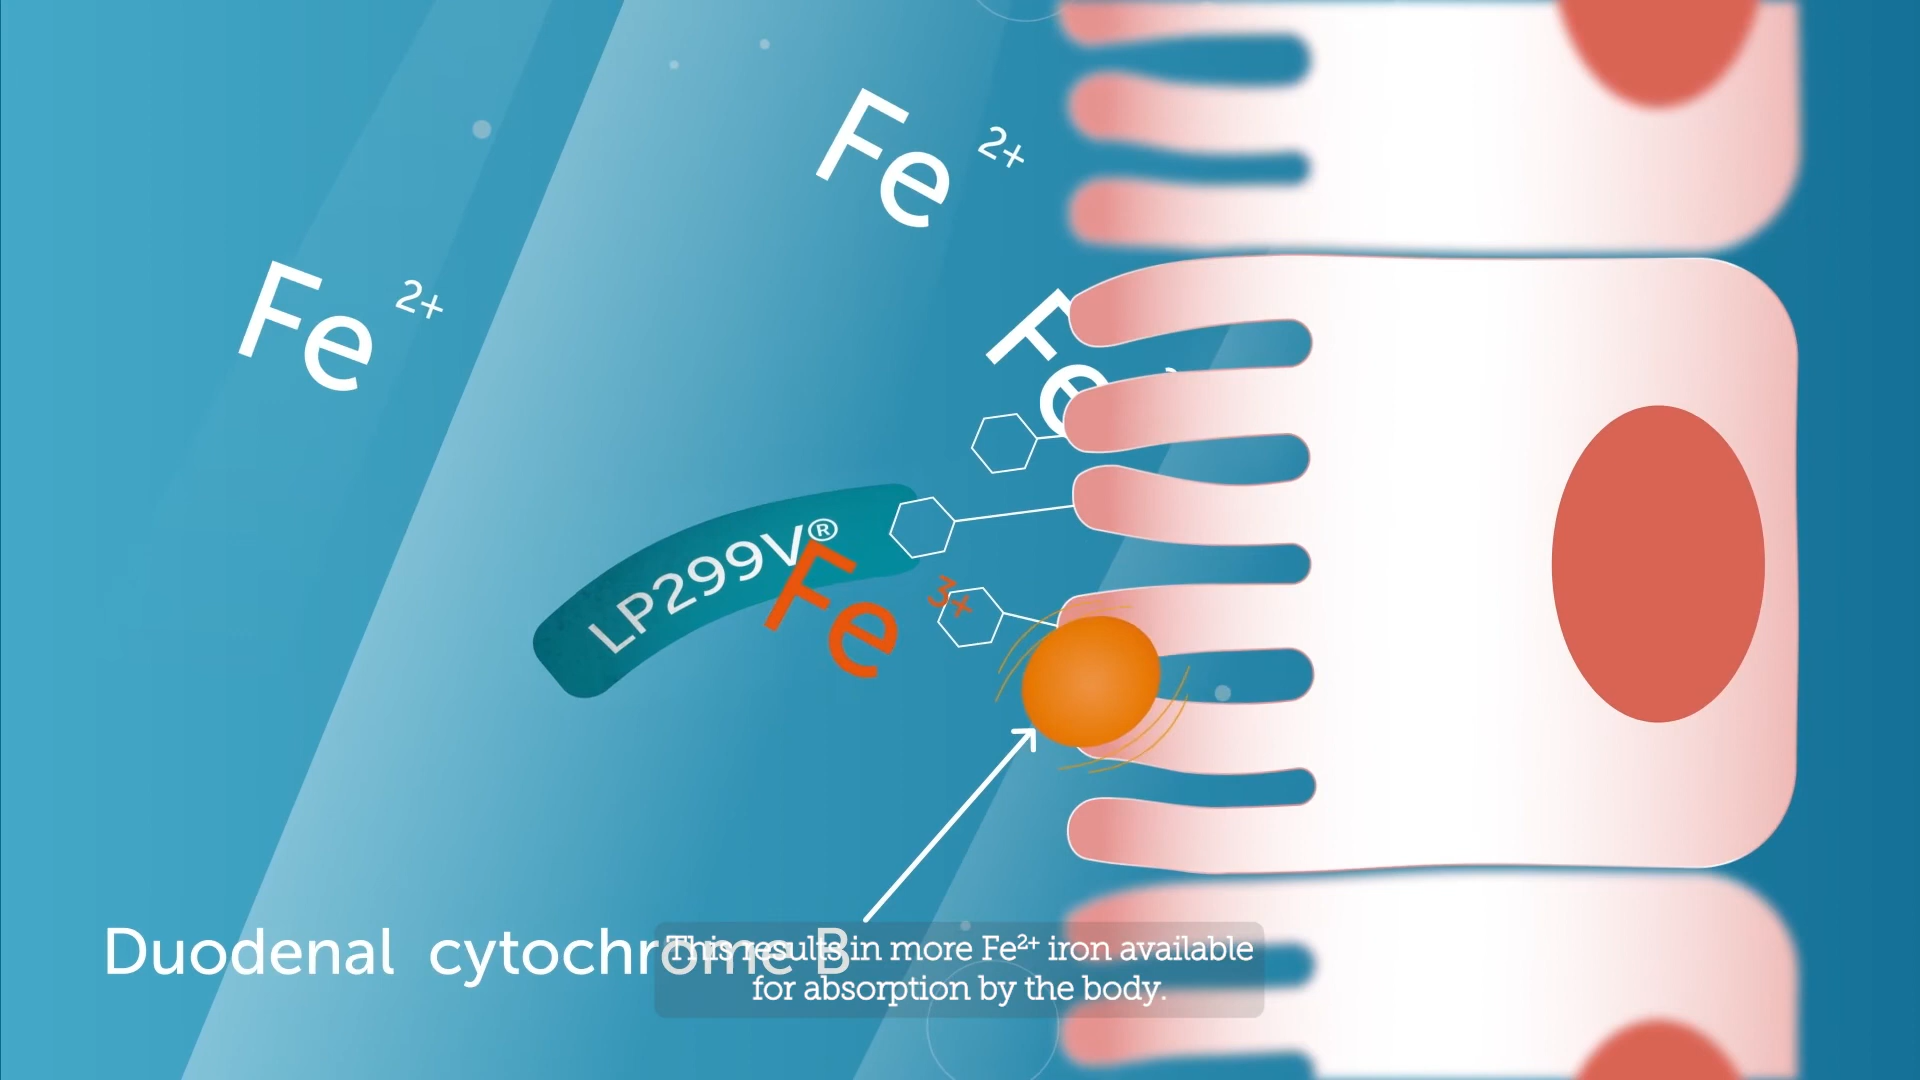 Fe 2+
Fe 2+
Fe
LP299V®
Fe 3+
Duodenal cytochrome B
This results in more Fe²⁺ iron available
for absorption by the body.